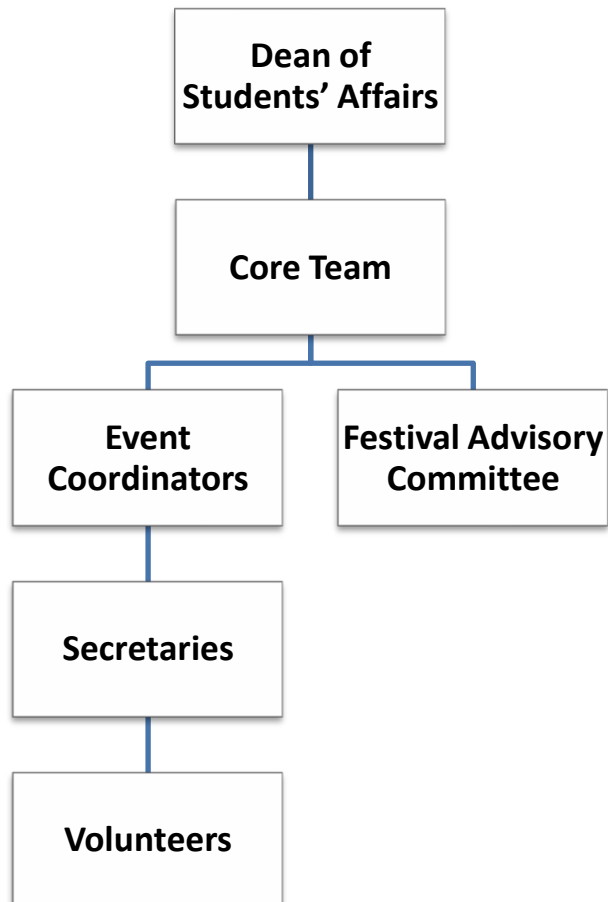 Dean of
Students’ Affairs
Core Team
Event
Coordinators
Festival Advisory
Committee
Secretaries
Volunteers